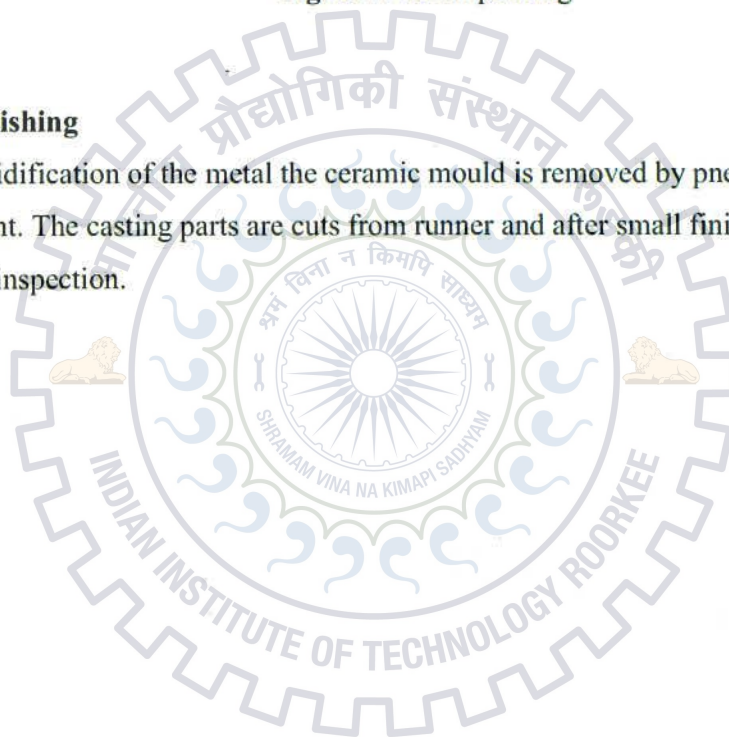 ishing
idification of the metal the ceramic mould is removed by pne
nt. The casting parts are cuts from runner and after small fini
inspection.
भारतीय प्रौद्योगिकी संस्थान रुड़की
श्रमं विना न किमपि साध्यम्
SHRAMAM VINA NA KIMAPI SADHYAM
INDIAN INSTITUTE OF TECHNOLOGY ROORKEE